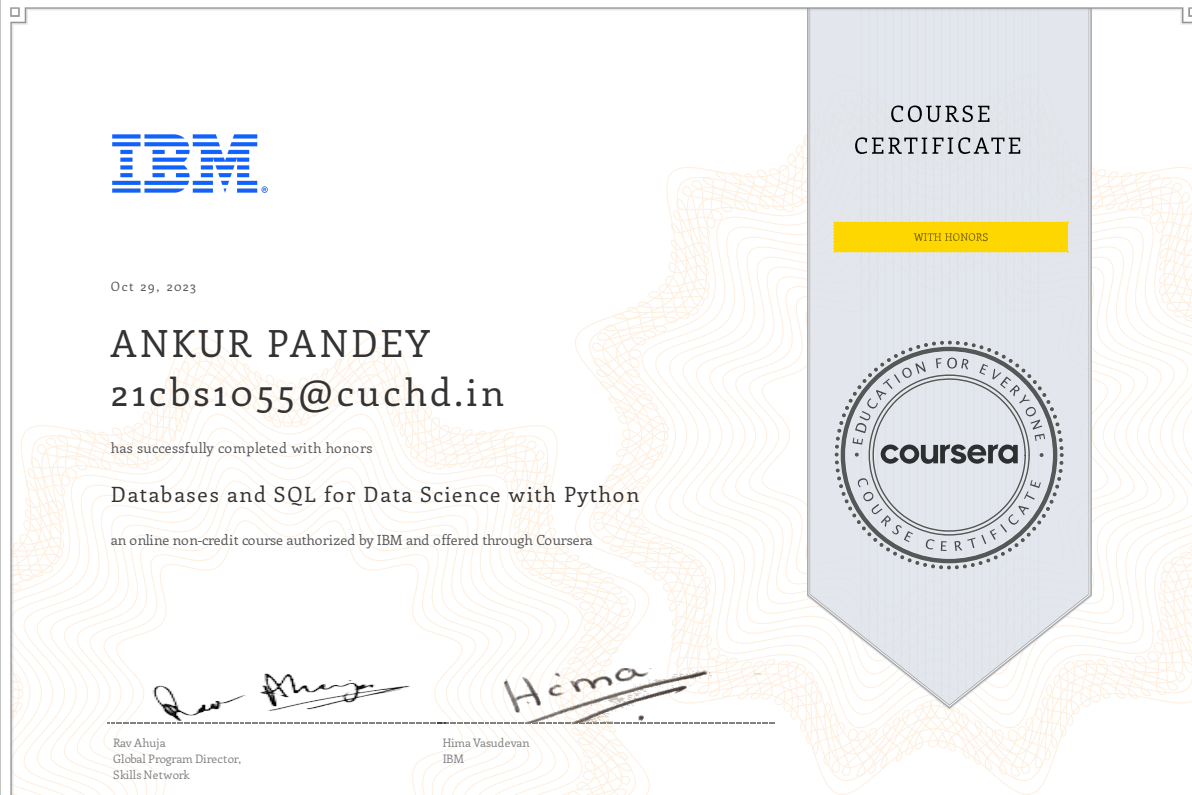 COURSE
CERTIFICATE
IBM®
WITH HONORS
Oct 29, 2023
ANKUR PANDEY
21cbs1055@cuchd.in
has successfully completed with honors
Databases and SQL for Data Science with Python
an online non-credit course authorized by IBM and offered through Coursera
EDUCATION FOR EVERYONE
coursera
COURSE CERTIFICATE
Rav Ahuja
Hima
Rav Ahuja
Global Program Director,
Skills Network
Hima Vasudevan
IBM